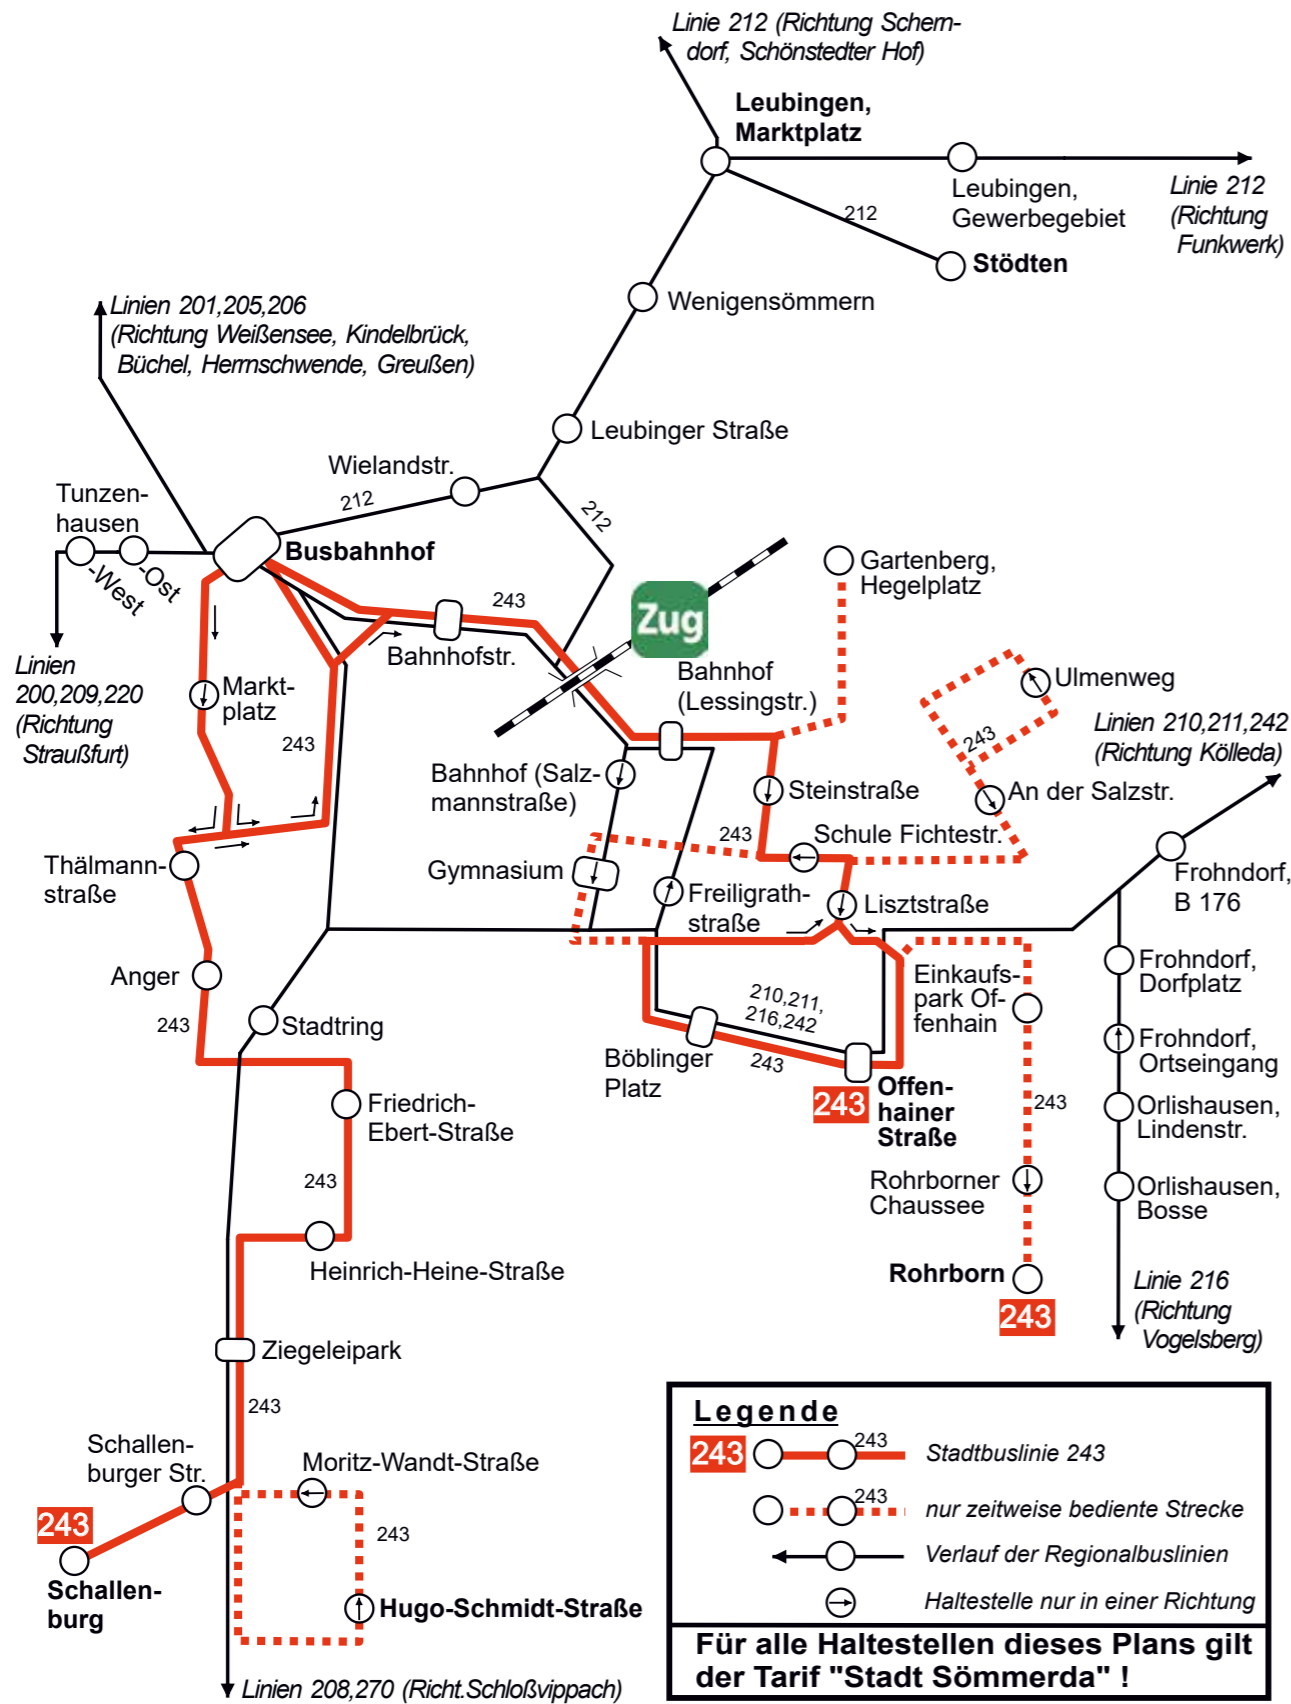 Linie 212 (Richtung Schern-
dorf, Schönstedter Hof)
Leubingen,
Marktplatz
Leubingen,
Gewerbegebiet
Linie 212
(Richtung
Funkwerk)
212
Stödten
Wenigensömmern
Linien 201,205,206
(Richtung Weißensee, Kindelbrück,
Büchel, Herrnschwende, Greußen)
Leubinger Straße
Wielandstr.
212
212
Tunzen-
hausen
-West
-Ost
Busbahnhof
Linien
200,209,220
(Richtung
Straußfurt)
243
Bahnhofstr.
Zug
Bahnhof
(Lessingstr.)
Gartenberg,
Hegelplatz
Ulmenweg
243
Linien 210,211,242
(Richtung Kölleda)
Markt-
platz
243
Bahnhof (Salz-
mannstraße)
Steinstraße
An der Salzstr.
243
Schule Fichtestr.
Thälmann-
straße
Gymnasium
Freiligrath-
straße
Lisztstraße
Frohndorf,
B 176
Anger
243
Stadtring
210,211,
216,242
Einkaufs-
park Of-
fenhain
Frohndorf,
Dorfplatz
Böblinger
Platz
243
243
Offen-
hainer
Straße
243
Frohndorf,
Ortseingang
Orlishausen,
Lindenstr.
Friedrich-
Ebert-Straße
243
Rohrborner
Chaussee
Orlishausen,
Bosse
Heinrich-Heine-Straße
Rohrborn
243
Linie 216
(Richtung
Vogelsberg)
Ziegeleipark
243
Schallen-
burger Str.
Moritz-Wandt-Straße
243
243
Schallen-
burg
Hugo-Schmidt-Straße
Linien 208,270 (Richt.Schloßvippach)
Legende
243
243
Stadtbuslinie 243
243
nur zeitweise bediente Strecke
Verlauf der Regionalbuslinien
Haltestelle nur in einer Richtung
Für alle Haltestellen dieses Plans gilt
der Tarif "Stadt Sömmerda" !